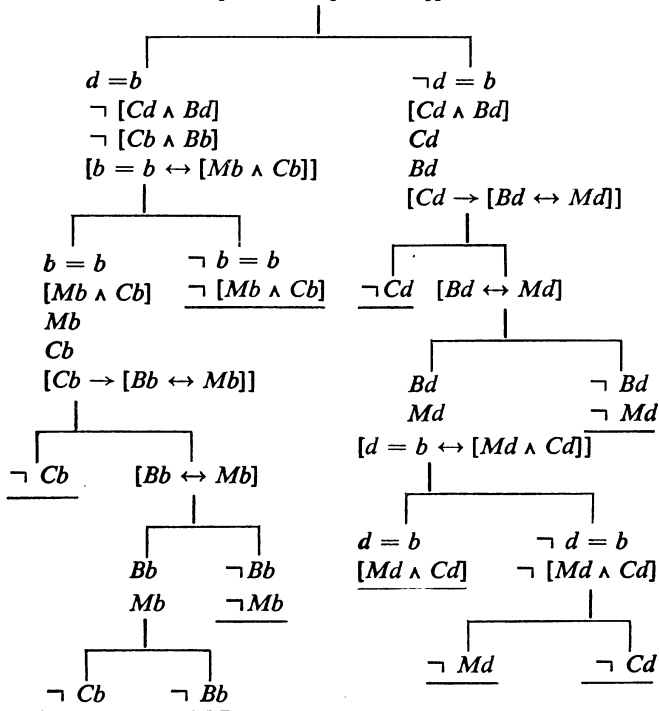 d = b ¬ d = b
¬ [Cd ∧ Bd] [Cd ∧ Bd]
¬ [Cb ∧ Bb] Cd
[b = b ↔ [Mb ∧ Cb]] Bd
[Cd → [Bd ↔ Md]]
b = b ¬ b = b
[Mb ∧ Cb] ¬ [Mb ∧ Cb] ¬ Cd [Bd ↔ Md]
Mb
Cb
[Cb → [Bb ↔ Mb]] Bd ¬ Bd
Md ¬ Md
[d = b ↔ [Md ∧ Cd]]
¬ Cb [Bb ↔ Mb]
d = b ¬ d = b
Bb ¬ Bb [Md ∧ Cd] ¬ [Md ∧ Cd]
Mb ¬ Mb
¬ Md ¬ Cd
¬ Cb ¬ Bb